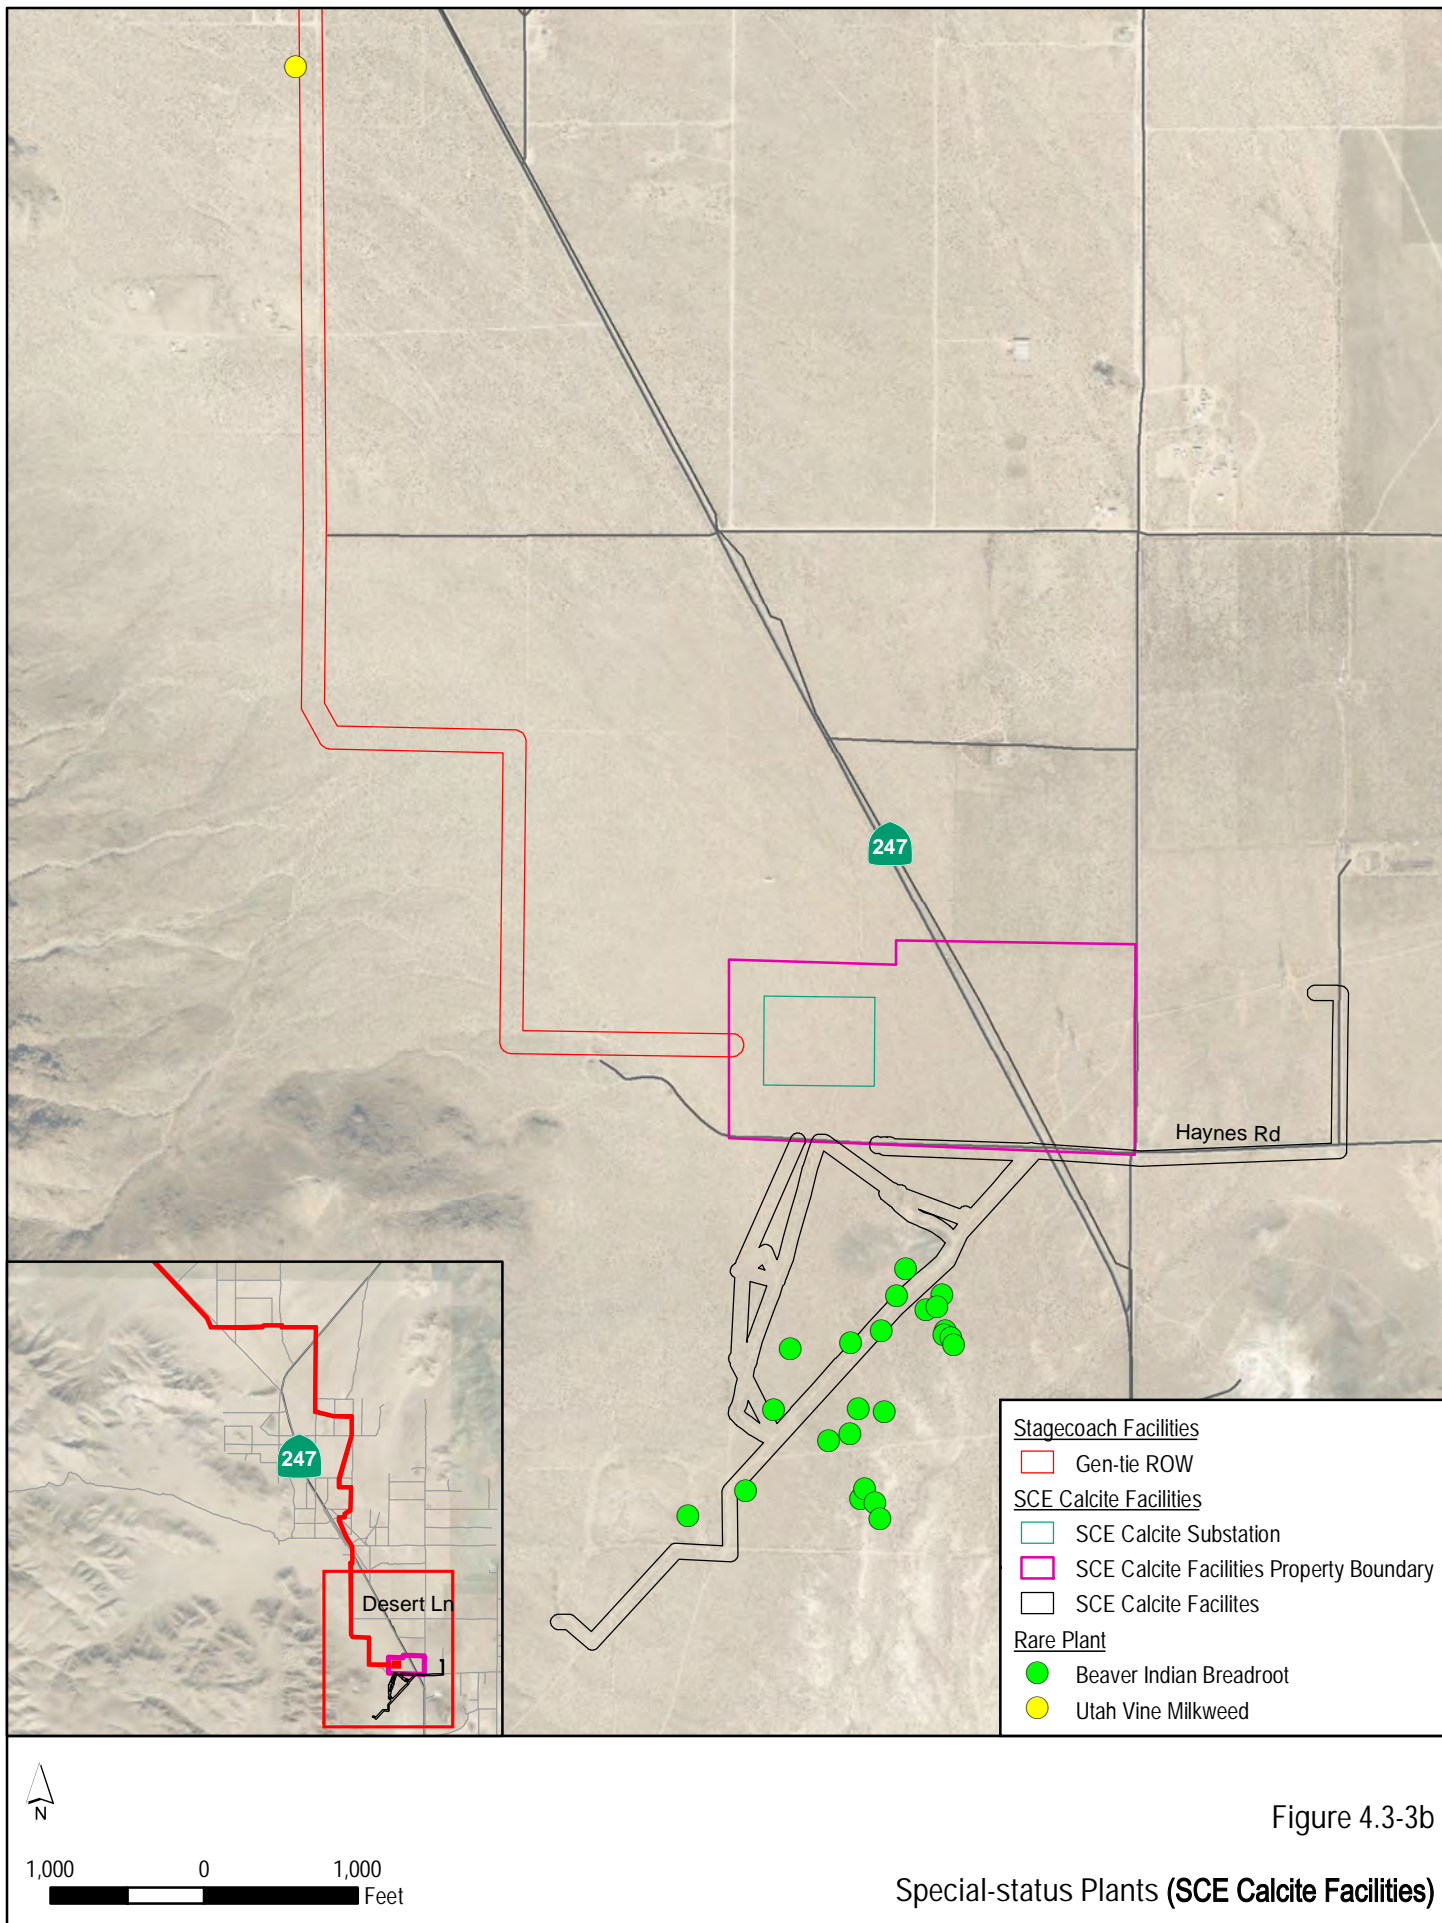 247
Haynes Rd
247
Desert Ln
Stagecoach Facilities
Gen-tie ROW
SCE Calcite Facilities
SCE Calcite Substation
SCE Calcite Facilities Property Boundary
SCE Calcite Facilites
Rare Plant
Beaver Indian Breadroot
Utah Vine Milkweed
N
Figure 4.3-3b
1,000 0 1,000
Feet
Special-status Plants (SCE Calcite Facilities)